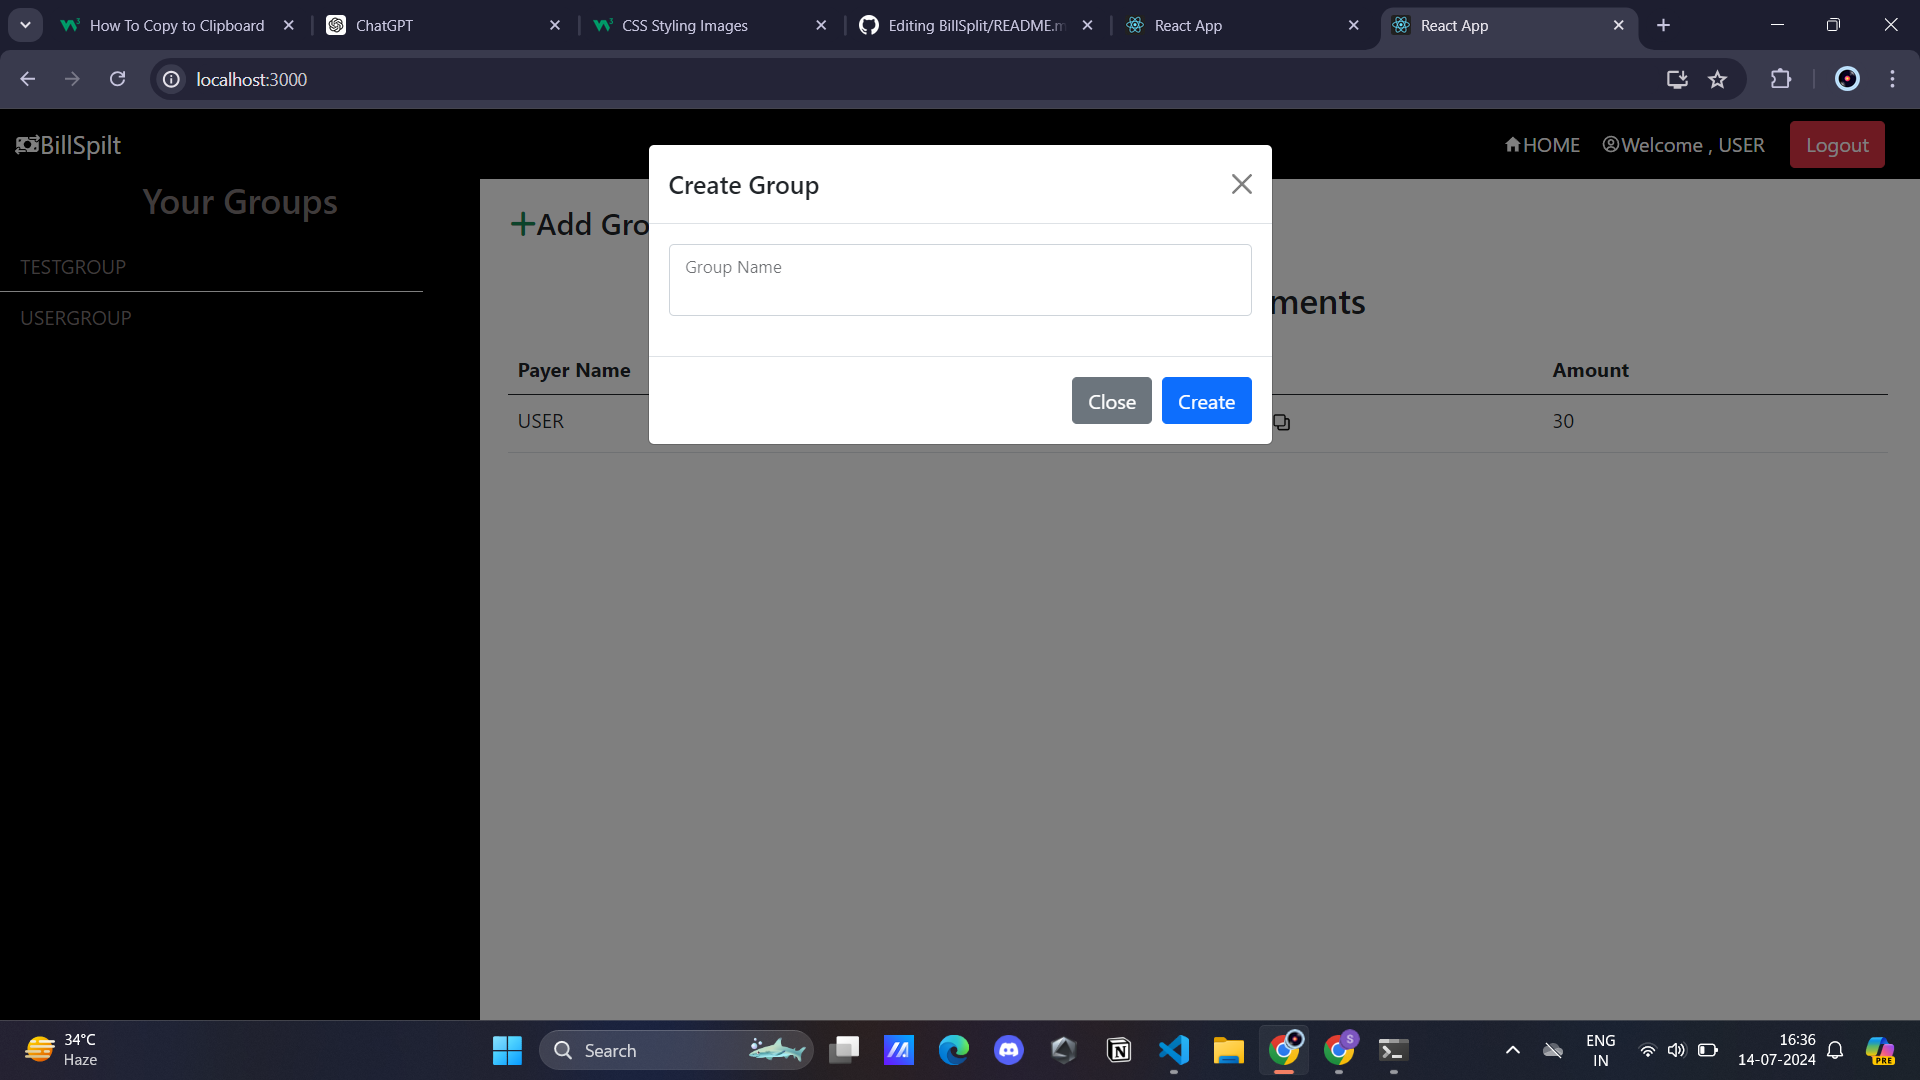 How To Copy to Clipboard
ChatGPT
CSS Styling Images
Editing BillSplit/README.m
React App
React App
localhost:3000
BillSpilt
HOME
Welcome , USER
Logout
Your Groups
TESTGROUP
USERGROUP
Add Gro
Create Group
Group Name
Close
Create
ments
Payer Name
Amount
USER
30
34°C
Haze
Search
S
ENG
IN
16:36
14-07-2024
PRE